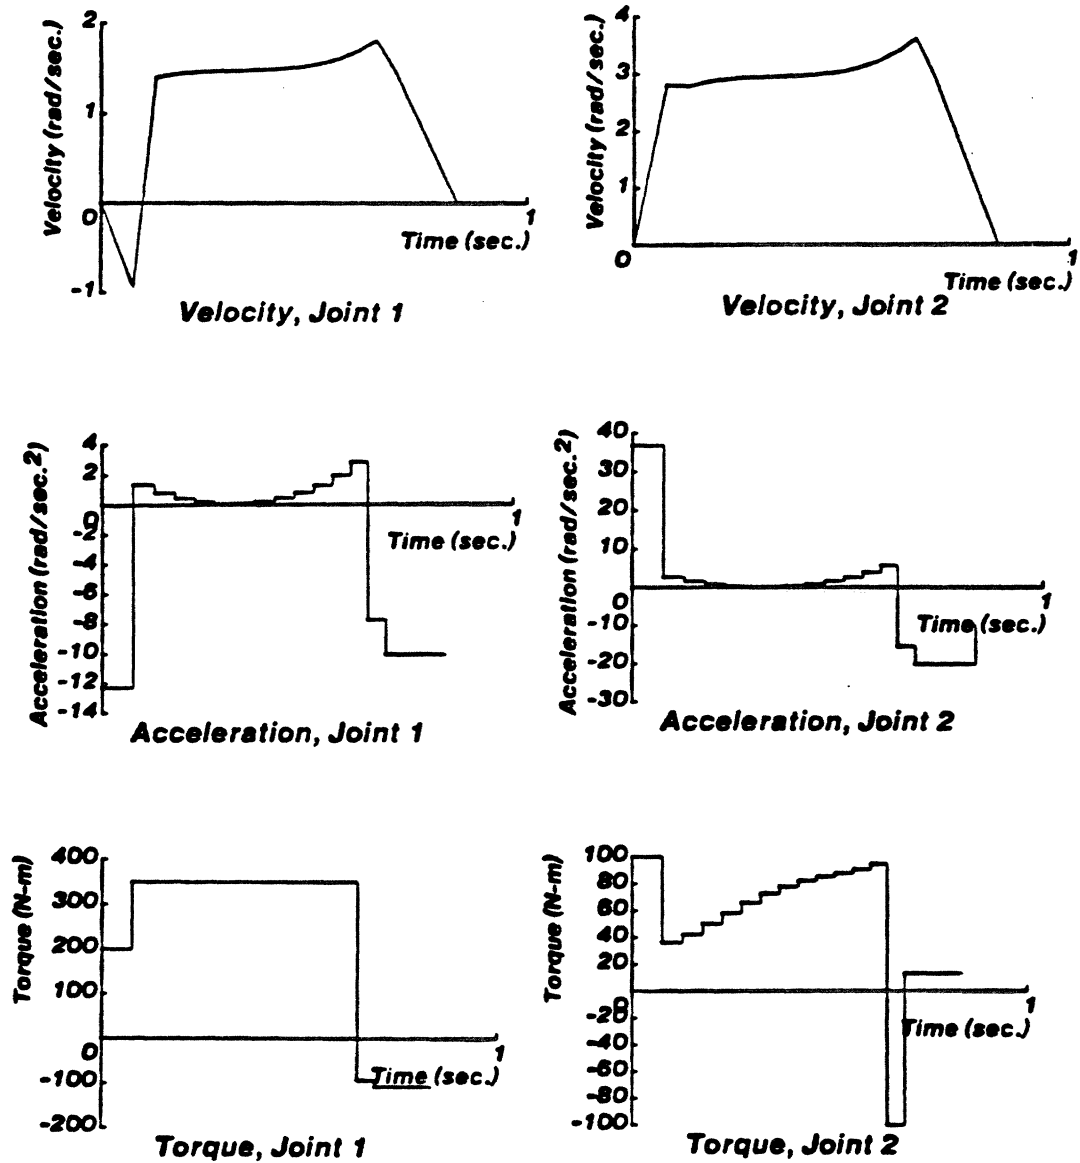 Velocity (rad/sec.)
2
1
0
-1
1
Time (sec.)
Velocity, Joint 1
Velocity (rad/sec.)
4
3
2
1
0
1
Time (sec.)
Velocity, Joint 2
Acceleration (rad/sec.2)
4
2
0
-2
-4
-6
-8
-10
-12
-14
1
Time (sec.)
Acceleration, Joint 1
Acceleration (rad/sec2)
40
30
20
10
0
-10
-20
-30
1
Time (sec.)
Acceleration, Joint 2
Torque (N-m)
400
300
200
100
0
-100
-200
1
Time (sec.)
Torque, Joint 1
Torque (N-m)
100
80
60
40
20
0
-20
-40
-60
-80
-100
1
Time (sec.)
Torque, Joint 2